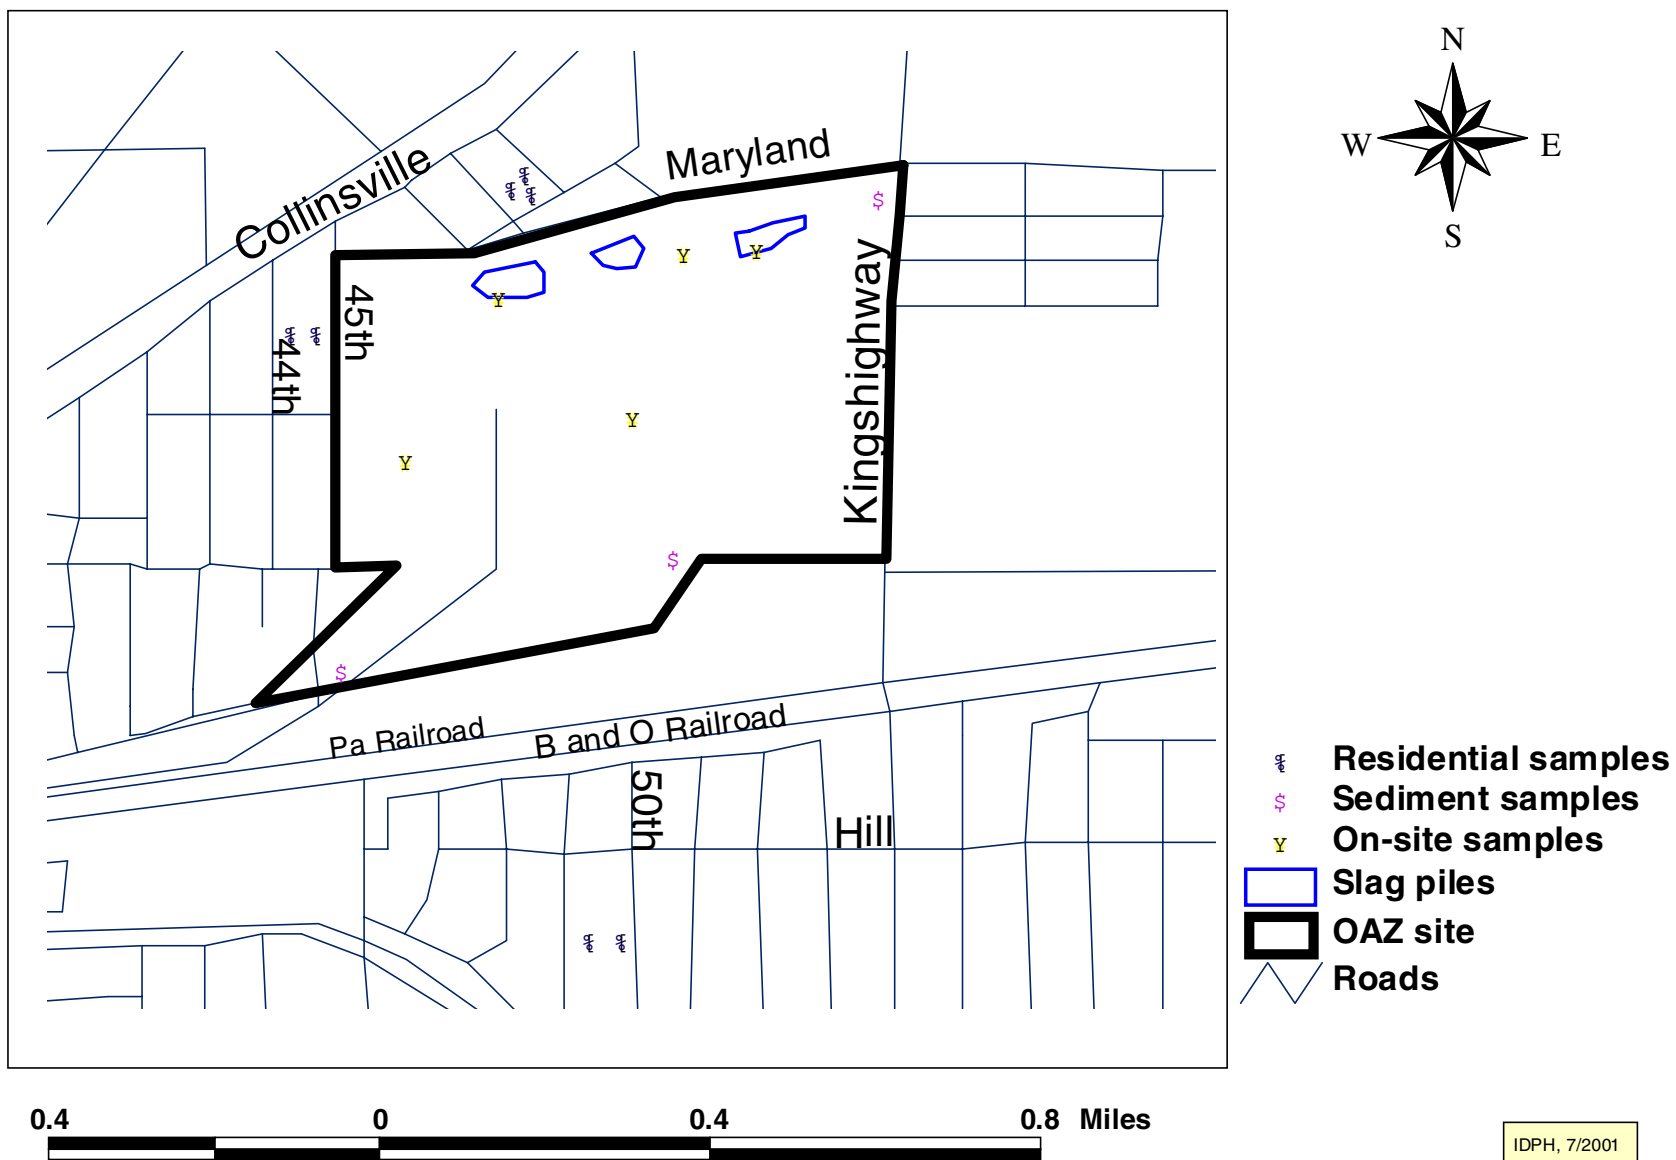 N
W E
S
Maryland
Collinsville
45th
44th
Kingshighway
Y
Y
Y
Y
Y
S
S
S
Pa Railroad
B and O Railroad
50th
Hill
Residential samples
S Sediment samples
Y On-site samples
Slag piles
OAZ site
Roads
0.4 0 0.4 0.8 Miles
IDPH, 7/2001